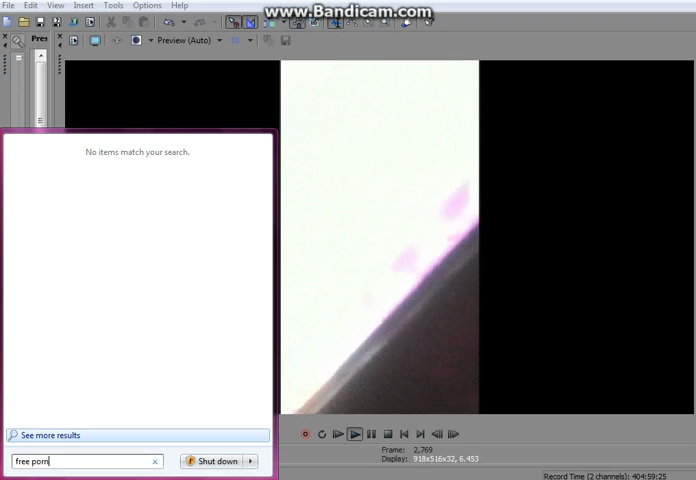 www.Bandicam.com
File Edit View Insert Tools Options Help
Pres
Preview (Auto)
No items match your search.
See more results
free porn
Shut down
Frame: 2,769
Display: 918x516x32, 6.453
Record Time (2 channels): 404:59:25